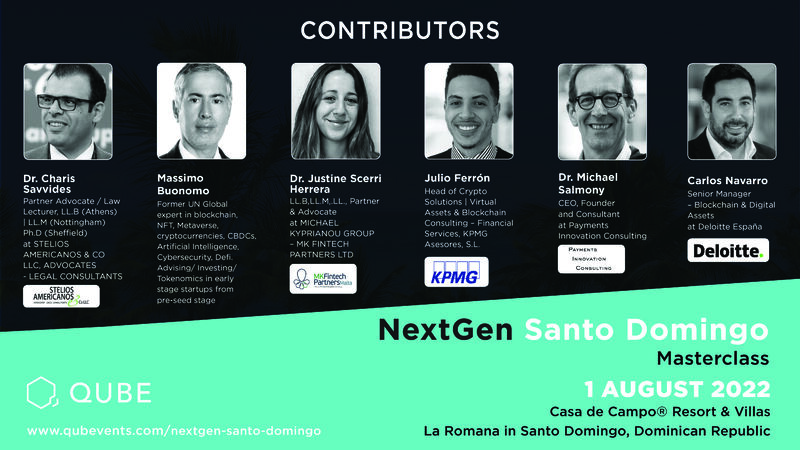 CONTRIBUTORS
Dr. Charis
Savvides
Partner Advocate / Law
Lecturer, LL.B (Athens)
| LL.M (Nottingham)
Ph.D (Sheffield)
at STELIOS
AMERICANOS & CO
LLC, ADVOCATES
- LEGAL CONSULTANTS
STELIOS
AMERICANOS
& Co LLC
Massimo
Buonomo
Former UN Global
expert in blockchain,
NFT, Metaverse,
cryptocurrencies, CBDCs,
Artificial Intelligence,
Cybersecurity, Defi.
Advising/ Investing/
Tokenomics in early
stage startups from
pre-seed stage
Dr. Justine Scerri
Herrera
LL.B,LL.M,,LL., Partner
& Advocate
at MICHAEL
KYPRIANOU GROUP
– MK FINTECH
PARTNERS LTD
MKFintech
PartnersMalta
Julio Ferrón
Head of Crypto
Solutions | Virtual
Assets & Blockchain
Consulting – Financial
Services, KPMG
Asesores, S.L.
KPMG
Dr. Michael
Salmony
CEO, Founder
and Consultant
at Payments
Innovation Consulting
PAYMENTS
INNOVATION
CONSULTING
Carlos Navarro
Senior Manager
– Blockchain & Digital
Assets
at Deloitte España
Deloitte.
NextGen Santo Domingo
Masterclass
1 AUGUST 2022
Casa de Campo® Resort & Villas
La Romana in Santo Domingo, Dominican Republic
QUBE
www.qubevents.com/nextgen-santo-domingo